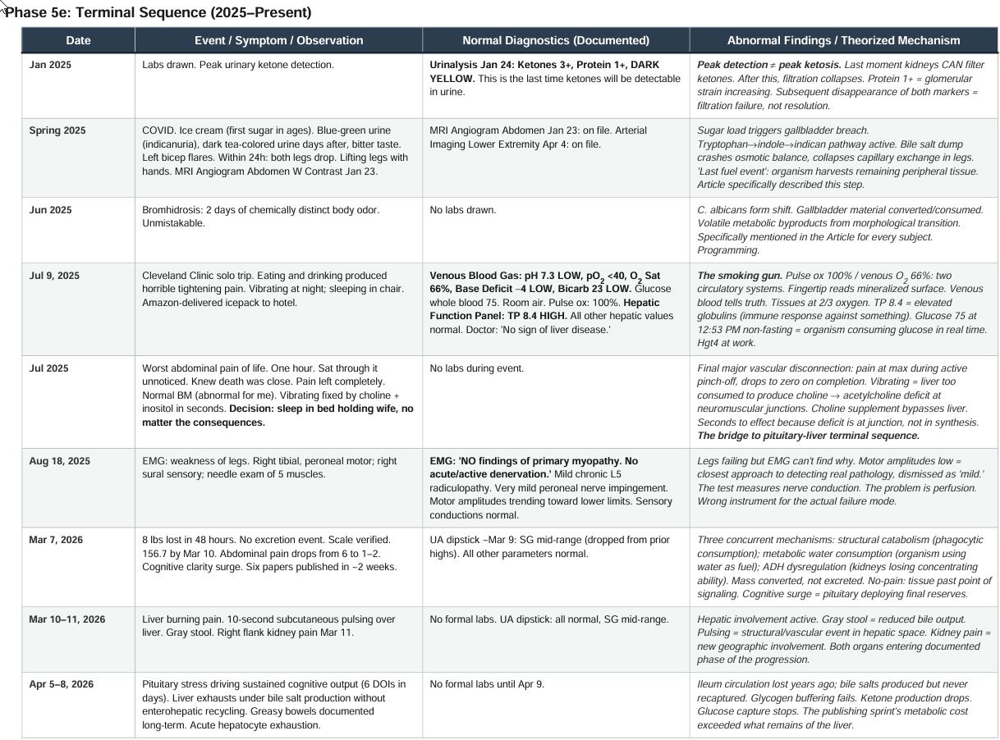 Phase 5e: Terminal Sequence (2025–Present)
Date
Event / Symptom / Observation
Normal Diagnostics (Documented)
Abnormal Findings / Theorized Mechanism
Jan 2025
Labs drawn. Peak urinary ketone detection.
Urinalysis Jan 24: Ketones 3+, Protein 1+, DARK
YELLOW. This is the last time ketones will be detectable
in urine.
Peak detection ≠ peak ketosis. Last moment kidneys CAN filter
ketones. After this, filtration collapses. Protein 1+ = glomerular
strain increasing. Subsequent disappearance of both markers =
filtration failure, not resolution.
Spring 2025
COVID. Ice cream (first sugar in ages). Blue-green urine
(indicanuria), dark tea-colored urine days after, bitter taste.
Left bicep flares. Within 24h: both legs drop. Lifting legs with
hands. MRI Angiogram Abdomen W Contrast Jan 23.
MRI Angiogram Abdomen Jan 23: on file. Arterial
Imaging Lower Extremity Apr 4: on file.
Sugar load triggers gallbladder breach.
Tryptophan→indole→indican pathway active. Bile salt dump
crashes osmotic balance, collapses capillary exchange in legs.
'Last fuel event': organism harvests remaining peripheral tissue.
Article specifically described this step.
Jun 2025
Bromhidrosis: 2 days of chemically distinct body odor.
Unmistakable.
No labs drawn.
C. albicans form shift. Gallbladder material converted/consumed.
Volatile metabolic byproducts from morphological transition.
Specifically mentioned in the Article for every subject.
Programming.
Jul 9, 2025
Cleveland Clinic solo trip. Eating and drinking produced
horrible tightening pain. Vibrating at night; sleeping in chair.
Amazon-delivered icepack to hotel.
Venous Blood Gas: pH 7.3 LOW, pO2 <40, O2 Sat
66%, Base Deficit −4 LOW, Bicarb 23 LOW. Glucose
whole blood 75. Room air. Pulse ox: 100%. Hepatic
Function Panel: TP 8.4 HIGH. All other hepatic values
normal. Doctor: 'No sign of liver disease.'
The smoking gun. Pulse ox 100% / venous O2 66%: two
circulatory systems. Fingertip reads mineralized surface. Venous
blood tells truth. Tissues at 2/3 oxygen. TP 8.4 = elevated
globulins (immune response against something). Glucose 75 at
12:53 PM non-fasting = organism consuming glucose in real time.
Hgt4 at work.
Jul 2025
Worst abdominal pain of life. One hour. Sat through it
unnoticed. Knew death was close. Pain left completely.
Normal BM (abnormal for me). Vibrating fixed by choline +
inositol in seconds. Decision: sleep in bed holding wife, no
matter the consequences.
No labs during event.
Final major vascular disconnection: pain at max during active
pinch-off, drops to zero on completion. Vibrating = liver too
consumed to produce choline → acetylcholine deficit at
neuromuscular junctions. Choline supplement bypasses liver.
Seconds to effect because deficit is at junction, not in synthesis.
The bridge to pituitary-liver terminal sequence.
Aug 18, 2025
EMG: weakness of legs. Right tibial, peroneal motor; right
sural sensory; needle exam of 5 muscles.
EMG: 'NO findings of primary myopathy. No
acute/active denervation.' Mild chronic L5
radiculopathy. Very mild peroneal nerve impingement.
Motor amplitudes trending toward lower limits. Sensory
conductions normal.
Legs failing but EMG can't find why. Motor amplitudes low =
closest approach to detecting real pathology, dismissed as 'mild.'
The test measures nerve conduction. The problem is perfusion.
Wrong instrument for the actual failure mode.
Mar 7, 2026
8 lbs lost in 48 hours. No excretion event. Scale verified.
156.7 by Mar 10. Abdominal pain drops from 6 to 1–2.
Cognitive clarity surge. Six papers published in ~2 weeks.
UA dipstick ~Mar 9: SG mid-range (dropped from prior
highs). All other parameters normal.
Three concurrent mechanisms: structural catabolism (phagocytic
consumption); metabolic water consumption (organism using
water as fuel); ADH dysregulation (kidneys losing concentrating
ability). Mass converted, not excreted. No-pain: tissue past point of
signaling. Cognitive surge = pituitary deploying final reserves.
Mar 10–11, 2026
Liver burning pain. 10-second subcutaneous pulsing over
liver. Gray stool. Right flank kidney pain Mar 11.
No formal labs. UA dipstick: all normal, SG mid-range.
Hepatic involvement active. Gray stool = reduced bile output.
Pulsing = structural/vascular event in hepatic space. Kidney pain =
new geographic involvement. Both organs entering documented
phase of the progression.
Apr 5–8, 2026
Pituitary stress driving sustained cognitive output (6 DOIs in
days). Liver exhausts under bile salt production without
enterohepatic recycling. Greasy bowels documented
long-term. Acute hepatocyte exhaustion.
No formal labs until Apr 9.
Ileum circulation lost years ago; bile salts produced but never
recaptured. Glycogen buffering fails. Ketone production drops.
Glucose capture stops. The publishing sprint's metabolic cost
exceeded what remains of the liver.